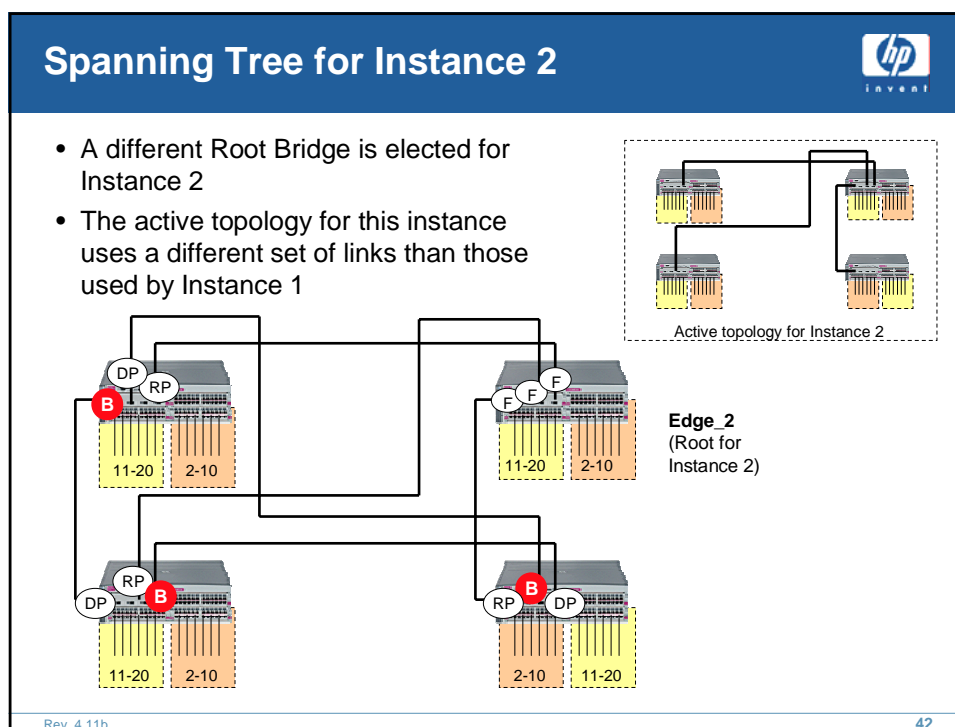 Spanning Tree for Instance 2
hp
invent
• A different Root Bridge is elected for
Instance 2
• The active topology for this instance
uses a different set of links than those
used by Instance 1
Active topology for Instance 2
DP
RP
B
11-20
2-10
F
F
F
11-20
2-10
Edge_2
(Root for
Instance 2)
RP
B
DP
11-20
2-10
B
RP
DP
2-10
11-20
Rev. 4.11b
42